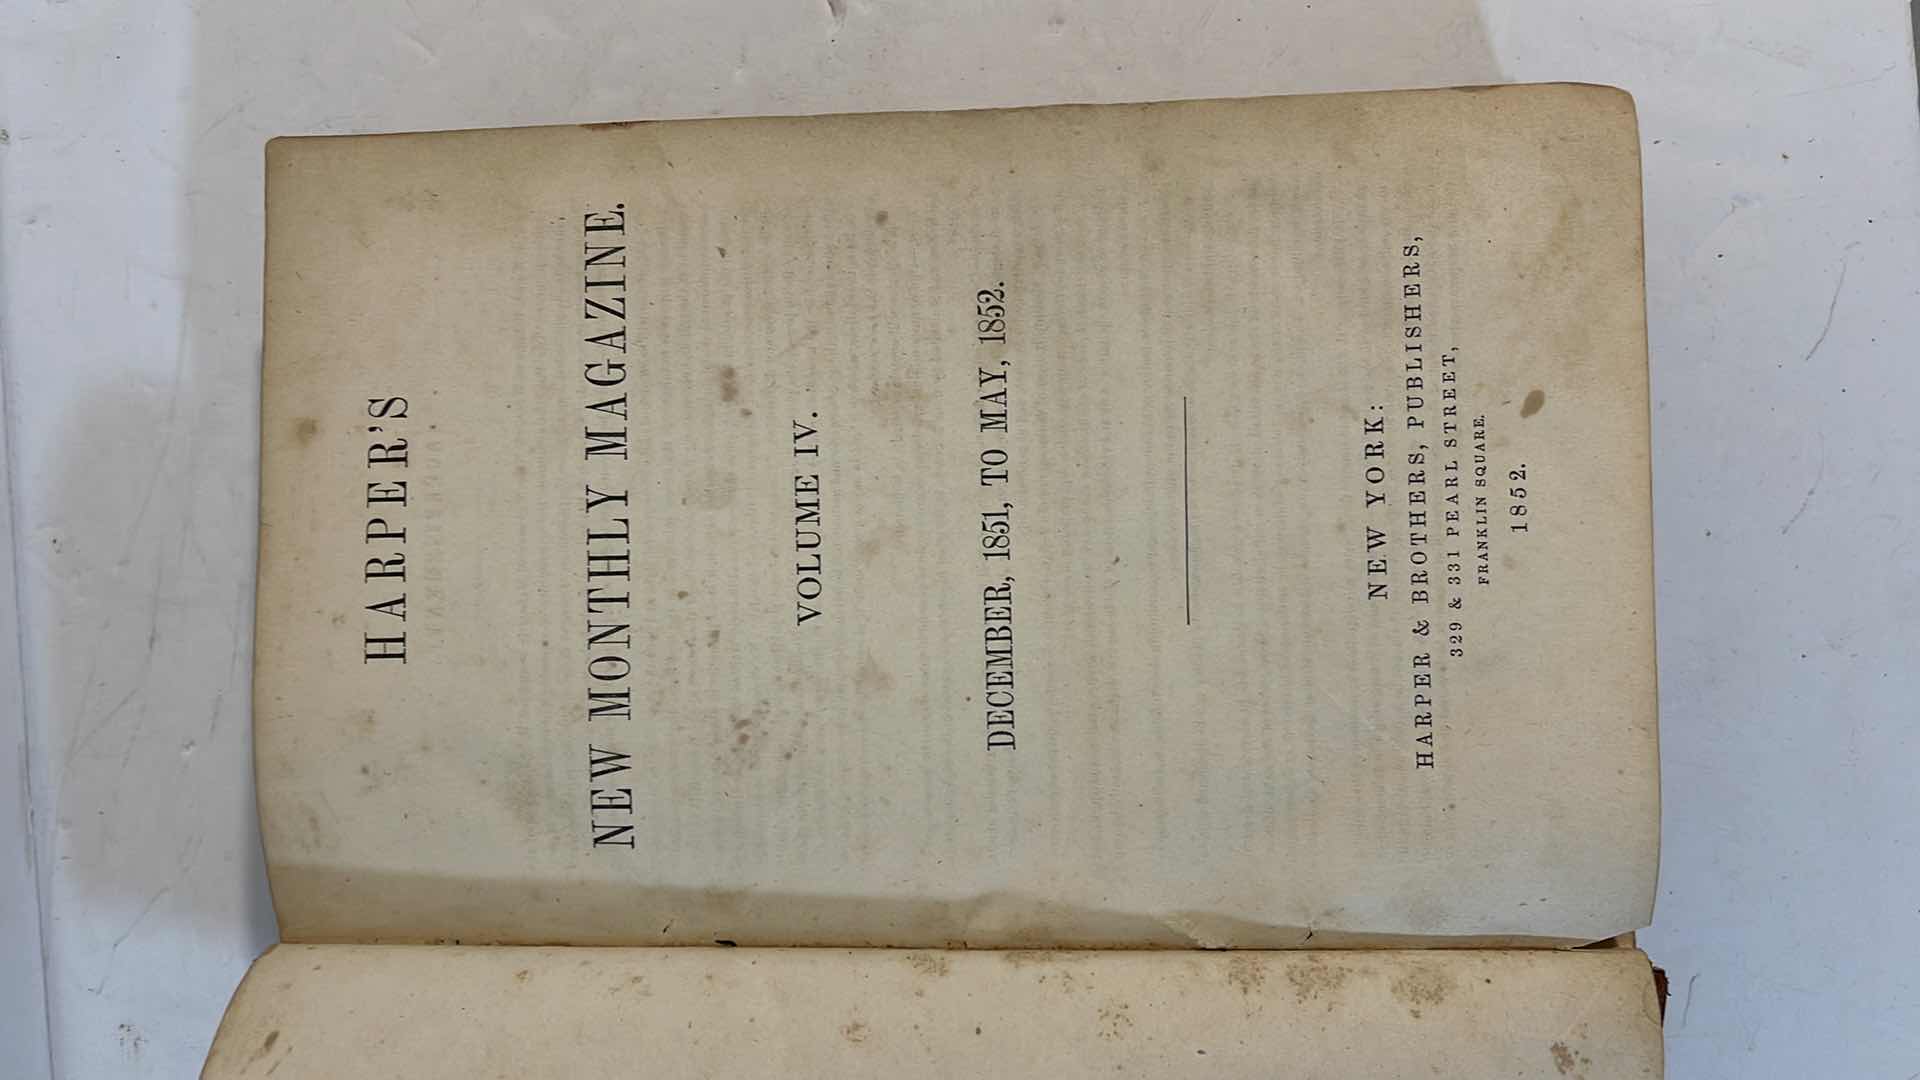 HARPER'S
NEW MONTHLY MAGAZINE.
VOLUME IV.
DECEMBER, 1851, TO MAY, 1852.
NEW YORK:
HARPER & BROTHERS, PUBLISHERS,
329 & 331 PEARL STREET,
FRANKLIN SQUARE.
1852.